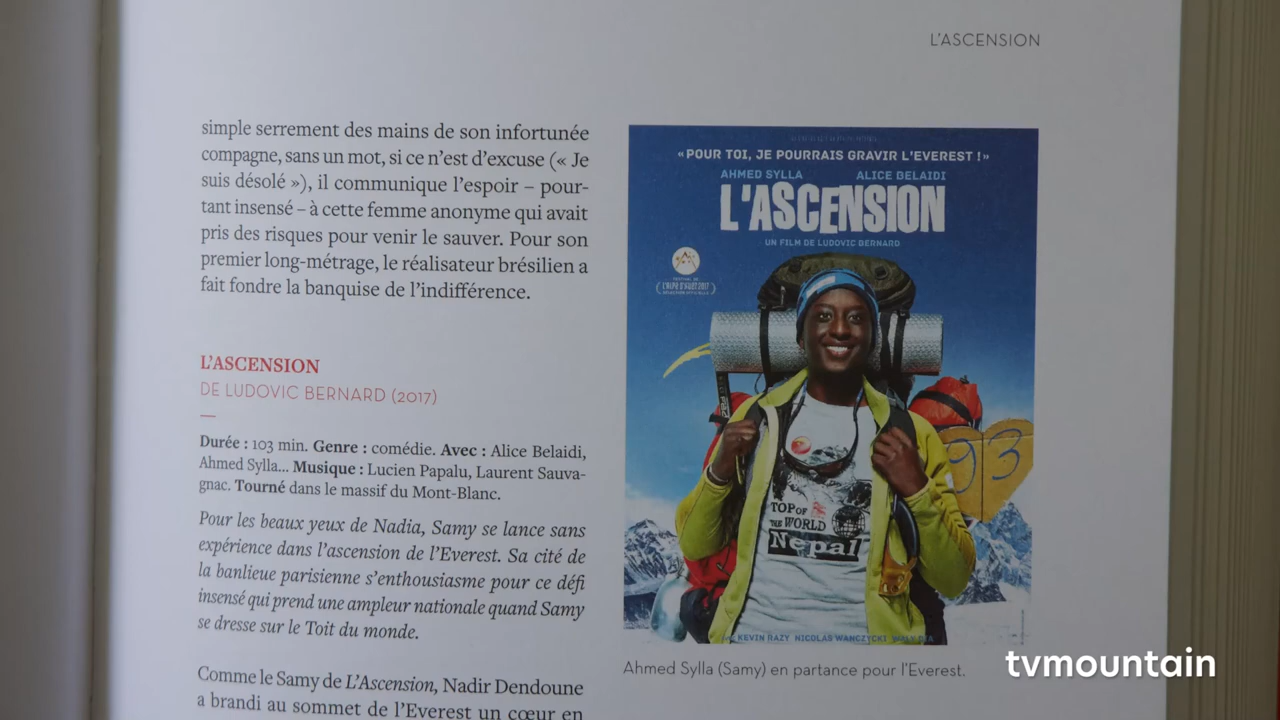 L'ASCENSION
simple serrement des mains de son infortunée
compagne, sans un mot, si ce n'est d'excuse (« Je
suis désolé »), il communique l'espoir – pour-
tant insensé – à cette femme anonyme qui avait
pris des risques pour venir le sauver. Pour son
premier long-métrage, le réalisateur brésilien a
fait fondre la banquise de l'indifférence.
L'ASCENSION
DE LUDOVIC BERNARD (2017)
Durée : 103 min. Genre : comédie. Avec : Alice Belaidi,
Ahmed Sylla... Musique : Lucien Papalu, Laurent Sauva-
gnac. Tourné dans le massif du Mont-Blanc.
Pour les beaux yeux de Nadia, Samy se lance sans
expérience dans l'ascension de l'Everest. Sa cité de
la banlieue parisienne s'enthousiasme pour ce défi
insensé qui prend une ampleur nationale quand Samy
se dresse sur le Toit du monde.
Comme le Samy de L'Ascension, Nadir Dendoune
a brandi au sommet de l'Everest un cœur en
« POUR TOI, JE POURRAIS GRAVIR L'EVEREST ! »
AHMED SYLLA ALICE BELAIDI
L'ASCENSION
UN FILM DE LUDOVIC BERNARD
FESTIVAL DE
L'ALPE D'HUEZ 2017
SÉLECTION OFFICIELLE
93
TOP OF
THE WORLD
Nepal
KEVIN RAZY NICOLAS WANCZYCKI
Ahmed Sylla (Samy) en partance pour l'Everest.
tvmountain